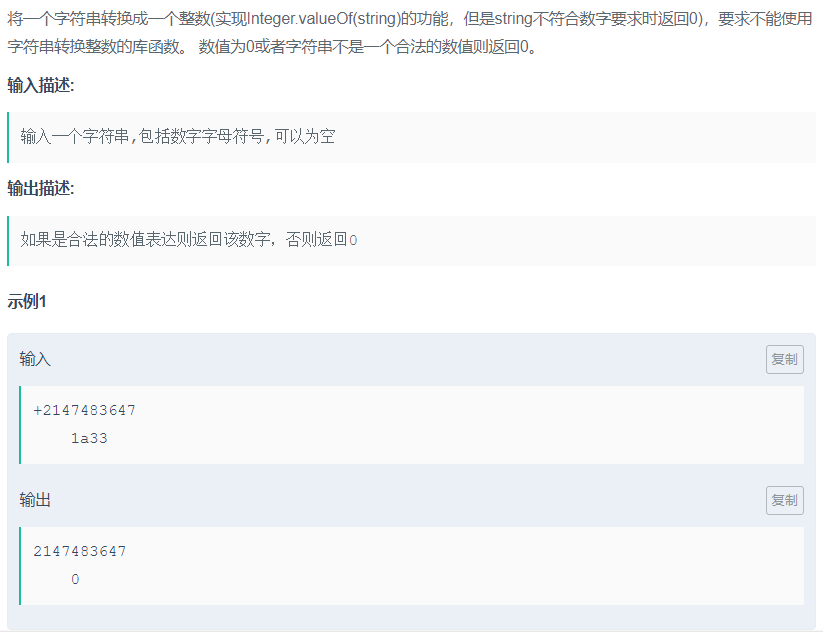 将一个字符串转换成一个整数(实现Integer.valueOf(string)的功能，但是string不符合数字要求时返回0)，要求不能使用
字符串转换整数的库函数。 数值为0或者字符串不是一个合法的数值则返回0。
输入描述:
输入一个字符串,包括数字字母符号,可以为空
输出描述:
如果是合法的数值表达则返回该数字，否则返回0
示例1
输入
复制
+2147483647
1a33
输出
复制
2147483647
0